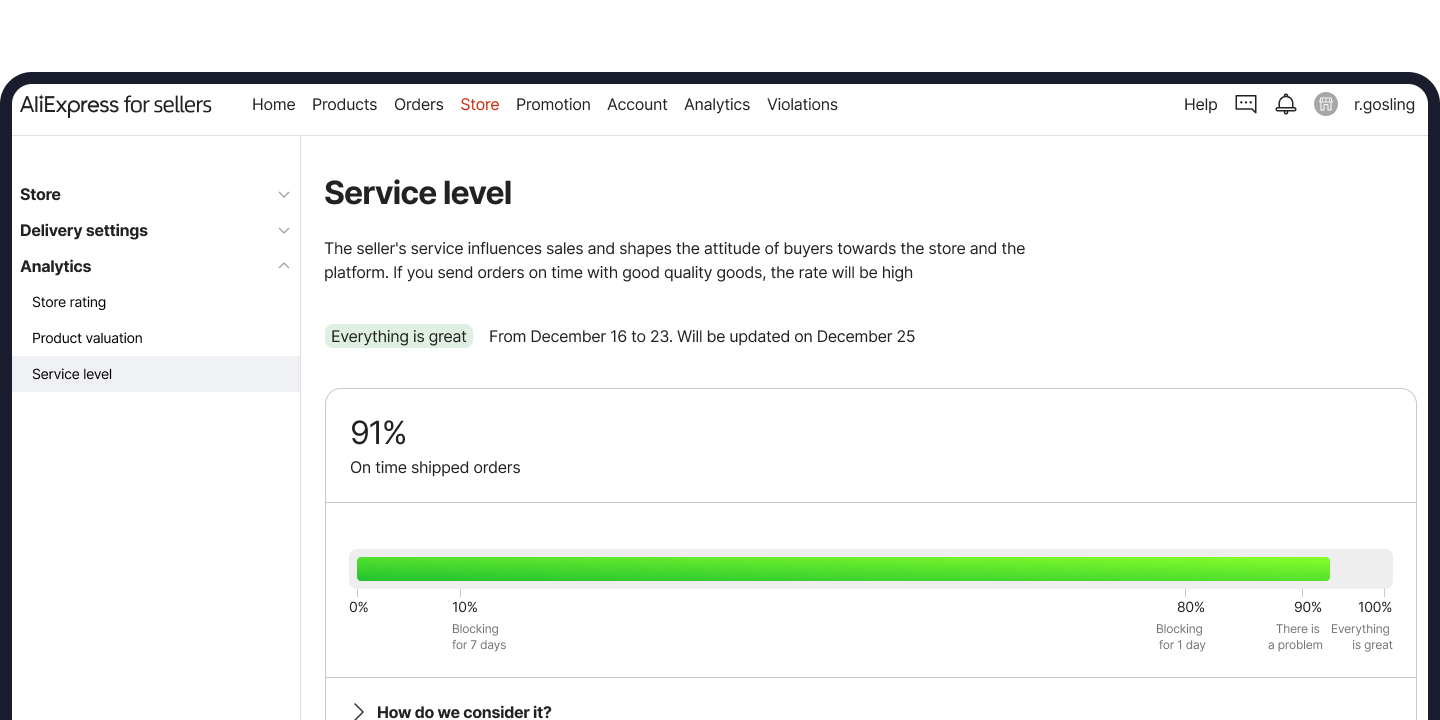 AliExpress for sellers
Home Products Orders Store Promotion Account Analytics Violations
Help r.gosling
Store
Delivery settings
Analytics
Store rating
Product valuation
Service level
Service level
The seller's service influences sales and shapes the attitude of buyers towards the store and the
platform. If you send orders on time with good quality goods, the rate will be high
Everything is great From December 16 to 23. Will be updated on December 25
91%
On time shipped orders
0% 10% 80% 90% 100%
Blocking
for 7 days
Blocking
for 1 day
There is
a problem
Everything
is great
How do we consider it?